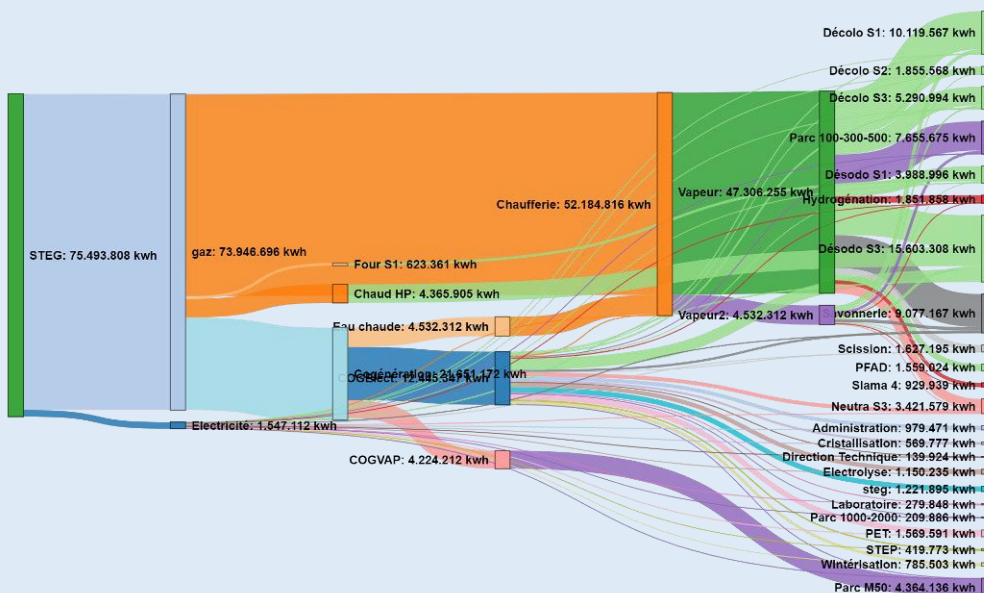 STEG: 75.493.808 kwh
gaz: 73.946.696 kwh
Electricité: 1.547.112 kwh
Four S1: 623.361 kwh
Chaud HP: 4.365.905 kwh
Cogénération: 21.651.172 kwh
Eau chaude: 4.532.312 kwh
COGVAP: 4.224.212 kwh
Chaufferie: 52.184.816 kwh
Vapeur: 47.306.255 kwh
Vapeur2: 4.532.312 kwh
Décolo S1: 10.119.567 kwh
Décolo S2: 1.855.568 kwh
Décolo S3: 5.290.994 kwh
Parc 100-300-500: 7.655.675 kwh
Désodo S1: 3.988.996 kwh
Hydrogénation: 1.851.858 kwh
Désodo S3: 15.603.308 kwh
Savonnerie: 9.077.167 kwh
Scission: 1.627.195 kwh
PFAD: 1.559.024 kwh
Slama 4: 929.939 kwh
Neutra S3: 3.421.579 kwh
Administration: 979.471 kwh
Cristallisation: 569.777 kwh
Direction Technique: 139.924 kwh
Electrolyse: 1.150.235 kwh
steg: 1.221.895 kwh
Laboratoire: 279.848 kwh
Parc 1000-2000: 209.886 kwh
PET: 1.569.591 kwh
STEP: 419.773 kwh
Wintérisation: 785.503 kwh
Parc M50: 4.364.136 kwh